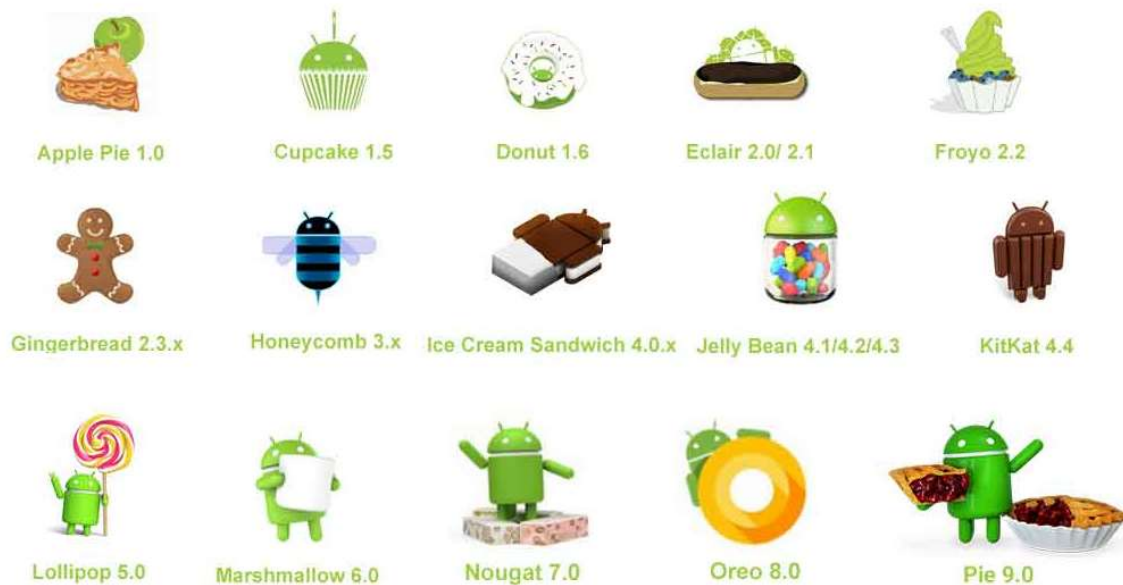 Apple Pie 1.0
Cupcake 1.5
Donut 1.6
Eclair 2.0/ 2.1
Froyo 2.2
Gingerbread 2.3.x
Honeycomb 3.x
Ice Cream Sandwich 4.0.x
Jelly Bean 4.1/4.2/4.3
KitKat 4.4
Lollipop 5.0
Marshmallow 6.0
Nougat 7.0
Oreo 8.0
Pie 9.0